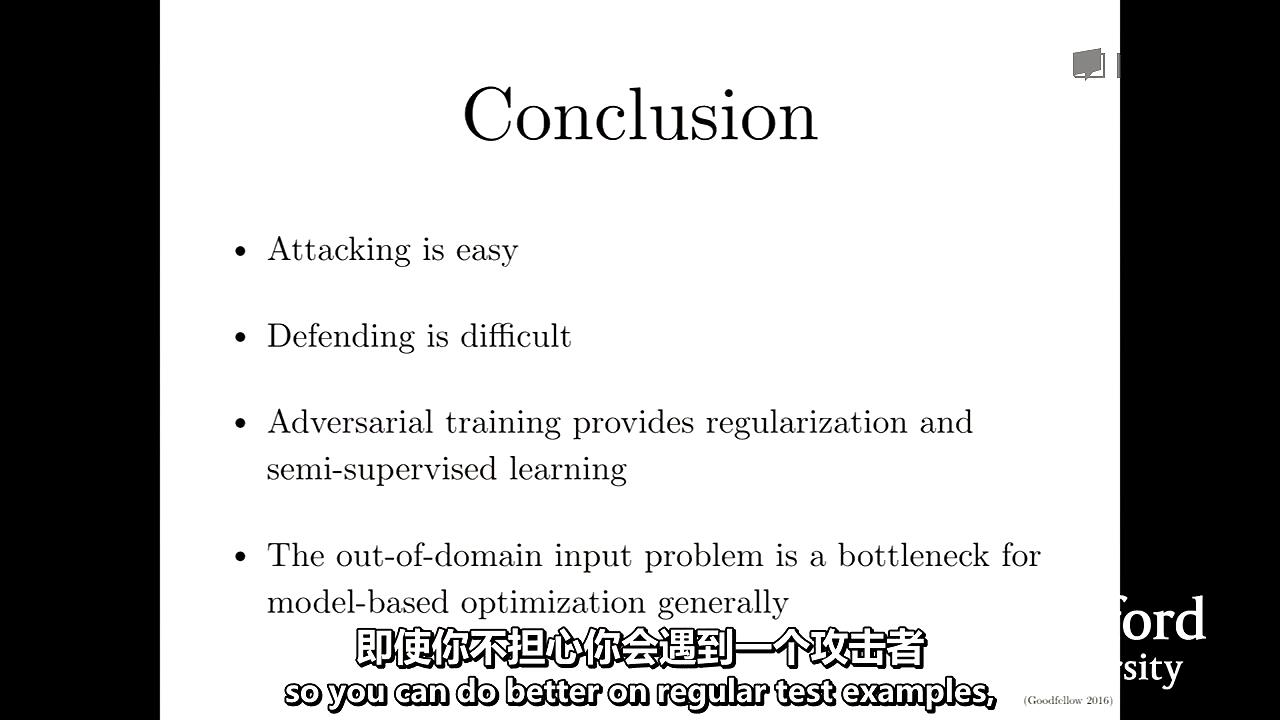 Conclusion
• Attacking is easy
• Defending is difficult
• Adversarial training provides regularization and
semi-supervised learning
• The out-of-domain input problem is a bottleneck for
model-based optimization generally
即使你不担心你会遇到一个攻击者
so you can do better on regular test examples,
(Goodfellow 2016)
ford
rsity